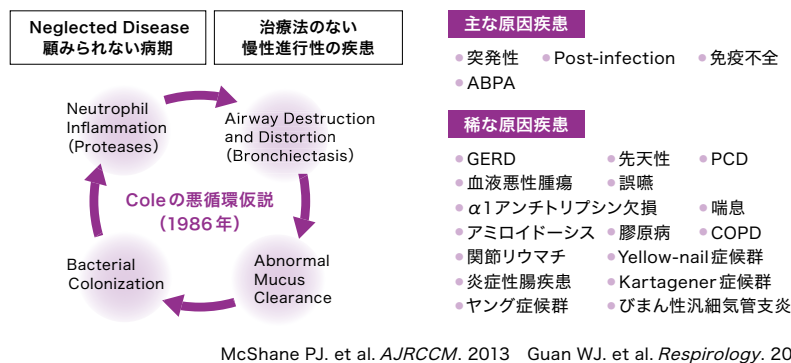 Neglected Disease
顧みられない病期
治療法のない
慢性進行性の疾患
Neutrophil
Inflammation
(Proteases)
Airway Destruction
and Distortion
(Bronchiectasis)
Coleの悪循環仮説
(1986年)
Bacterial
Colonization
Abnormal
Mucus
Clearance
主な原因疾患
•突発性 •Post-infection •免疫不全
•ABPA
稀な原因疾患
•GERD •先天性 •PCD
•血液悪性腫瘍 •誤嚥
•α1アンチトリプシン欠損 •喘息
•アミロイドーシス •膠原病 •COPD
•関節リウマチ •Yellow-nail症候群
•炎症性腸疾患 •Kartagener症候群
•ヤング症候群 •びまん性汎細気管支炎
McShane PJ. et al. AJRCCM. 2013 Guan WJ. et al. Respirology. 20